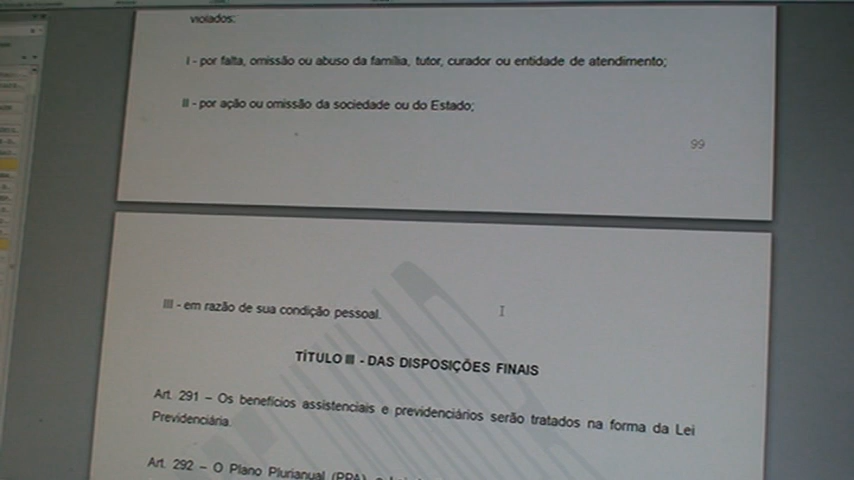 violados:
I - por falta, omissão ou abuso da família, tutor, curador ou entidade de atendimento;
II - por ação ou omissão da sociedade ou do Estado;
99
III - em razão de sua condição pessoal.
TÍTULO III - DAS DISPOSIÇÕES FINAIS
Art. 291 – Os benefícios assistenciais e previdenciários serão tratados na forma da Lei
Previdenciária.
Art. 292 – O Plano Plurianual (PPA),